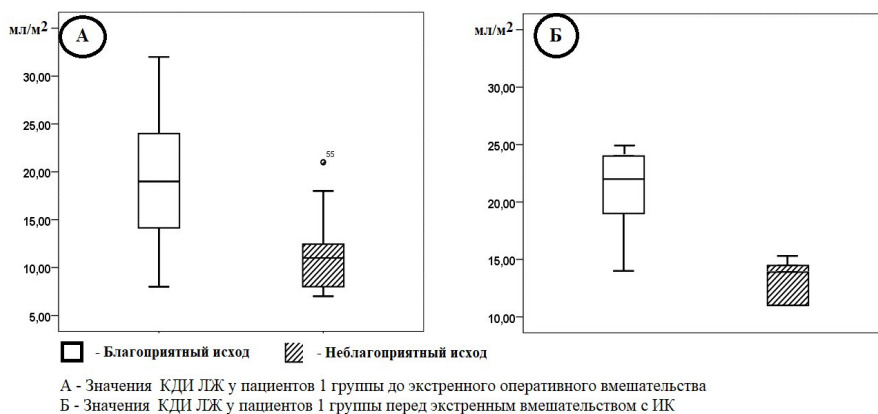 мл/м²
А
30,00
25,00
20,00
15,00
10,00
5,00
55
мл/м²
Б
30,00
25,00
20,00
15,00
10,00
- Благоприятный исход
- Неблагоприятный исход
А - Значения КДИ ЛЖ у пациентов 1 группы до экстренного оперативного вмешательства
Б - Значения КДИ ЛЖ у пациентов 1 группы перед экстренным вмешательством с ИК